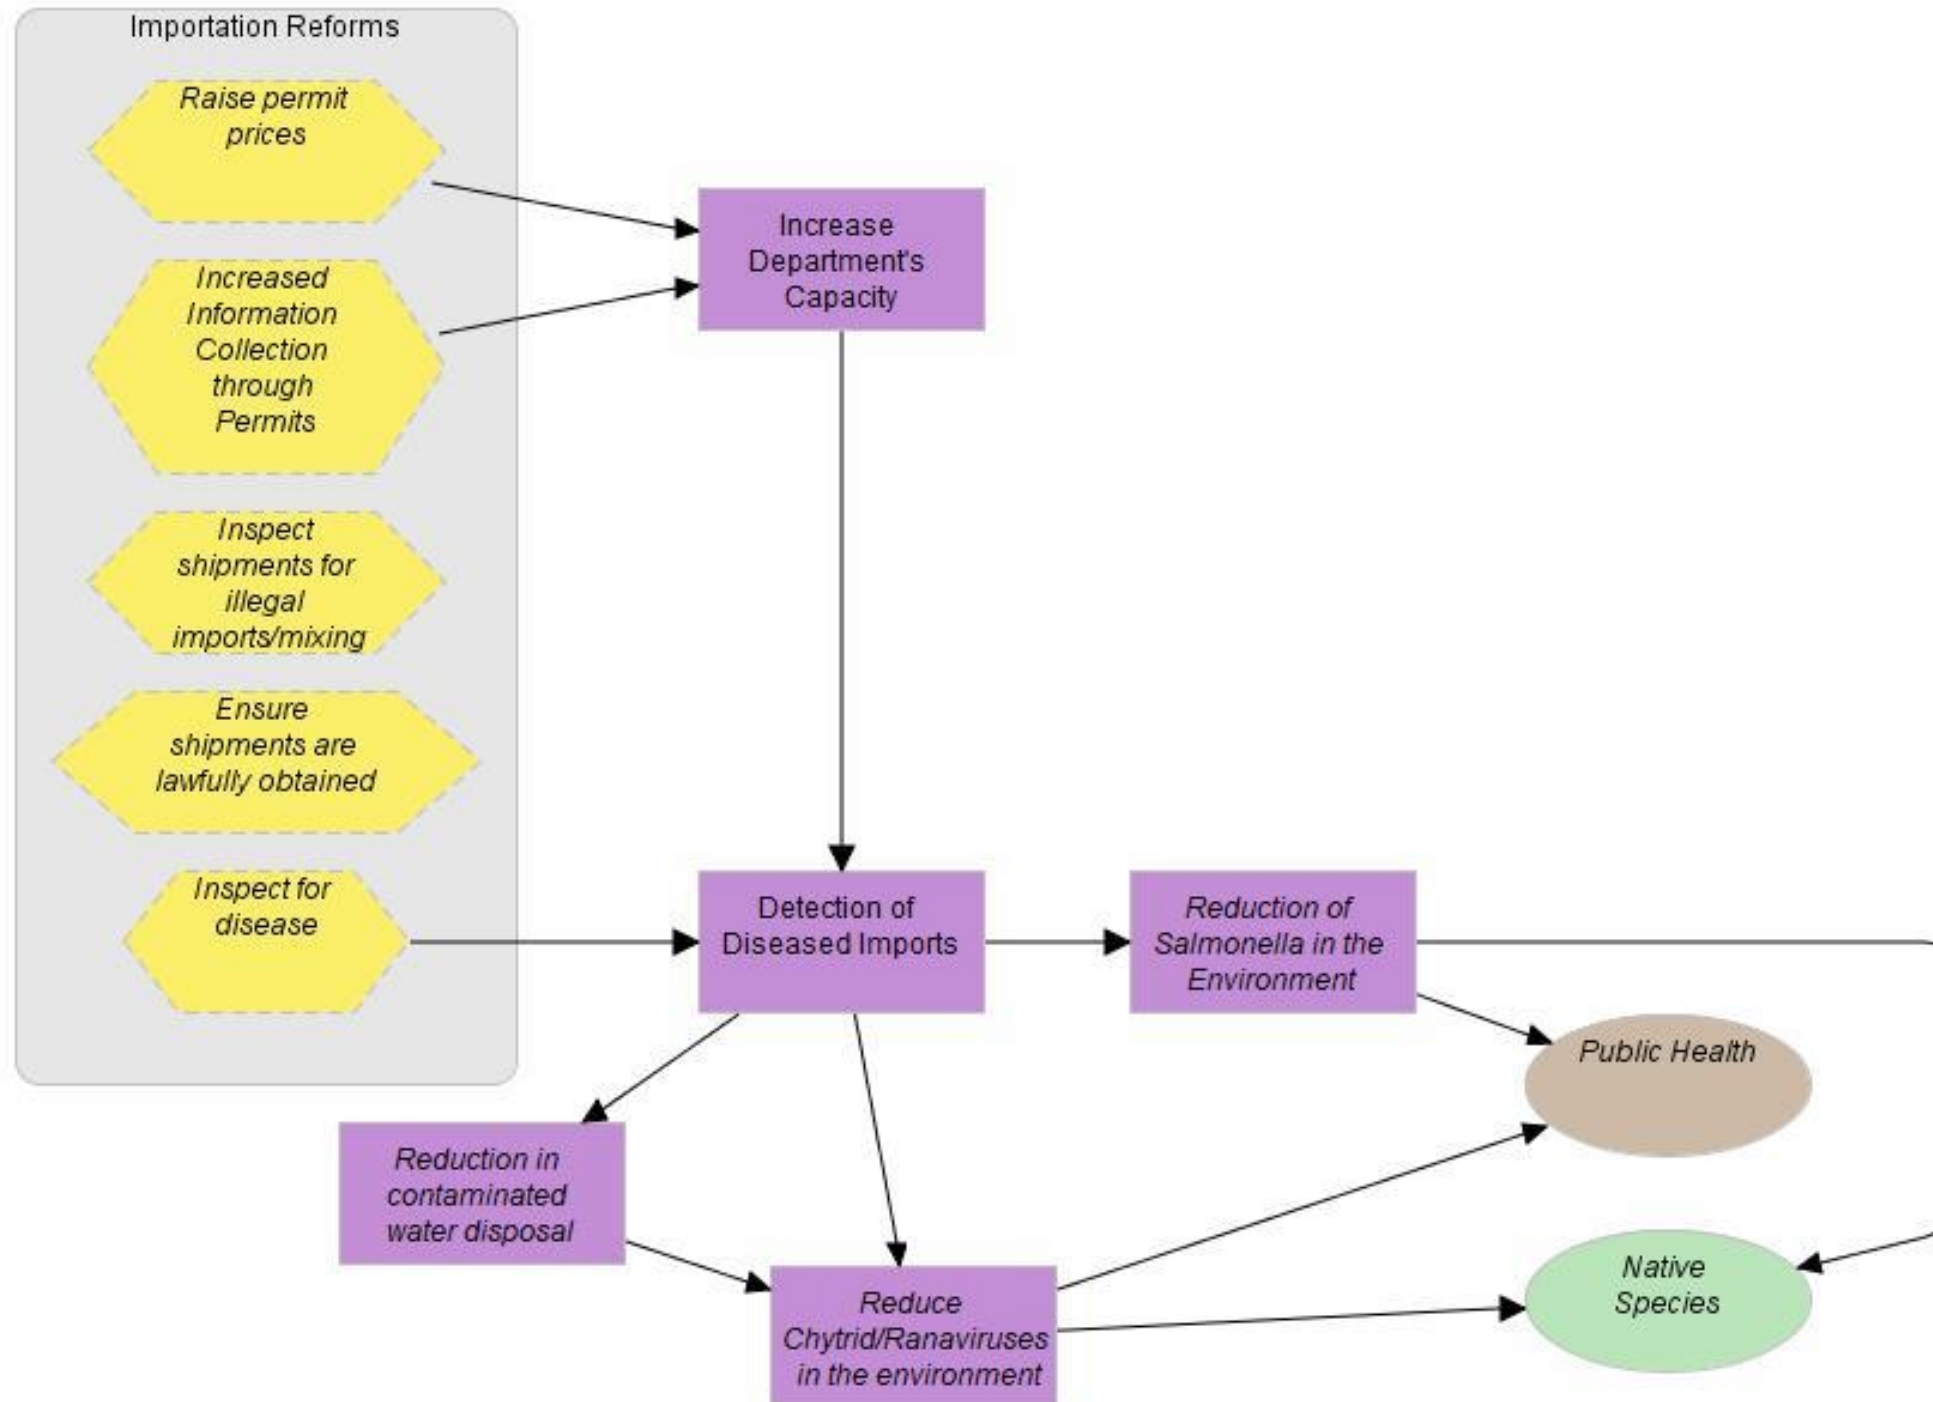 Importation Reforms
Raise permit
prices
Increased
Information
Collection
through
Permits
Inspect
shipments for
illegal
imports/mixing
Ensure
shipments are
lawfully obtained
Inspect for
disease
Increase
Department's
Capacity
Detection of
Diseased Imports
Reduction of
Salmonella in the
Environment
Public Health
Reduction in
contaminated
water disposal
Reduce
Chytrid/Ranaviruses
in the environment
Native
Species